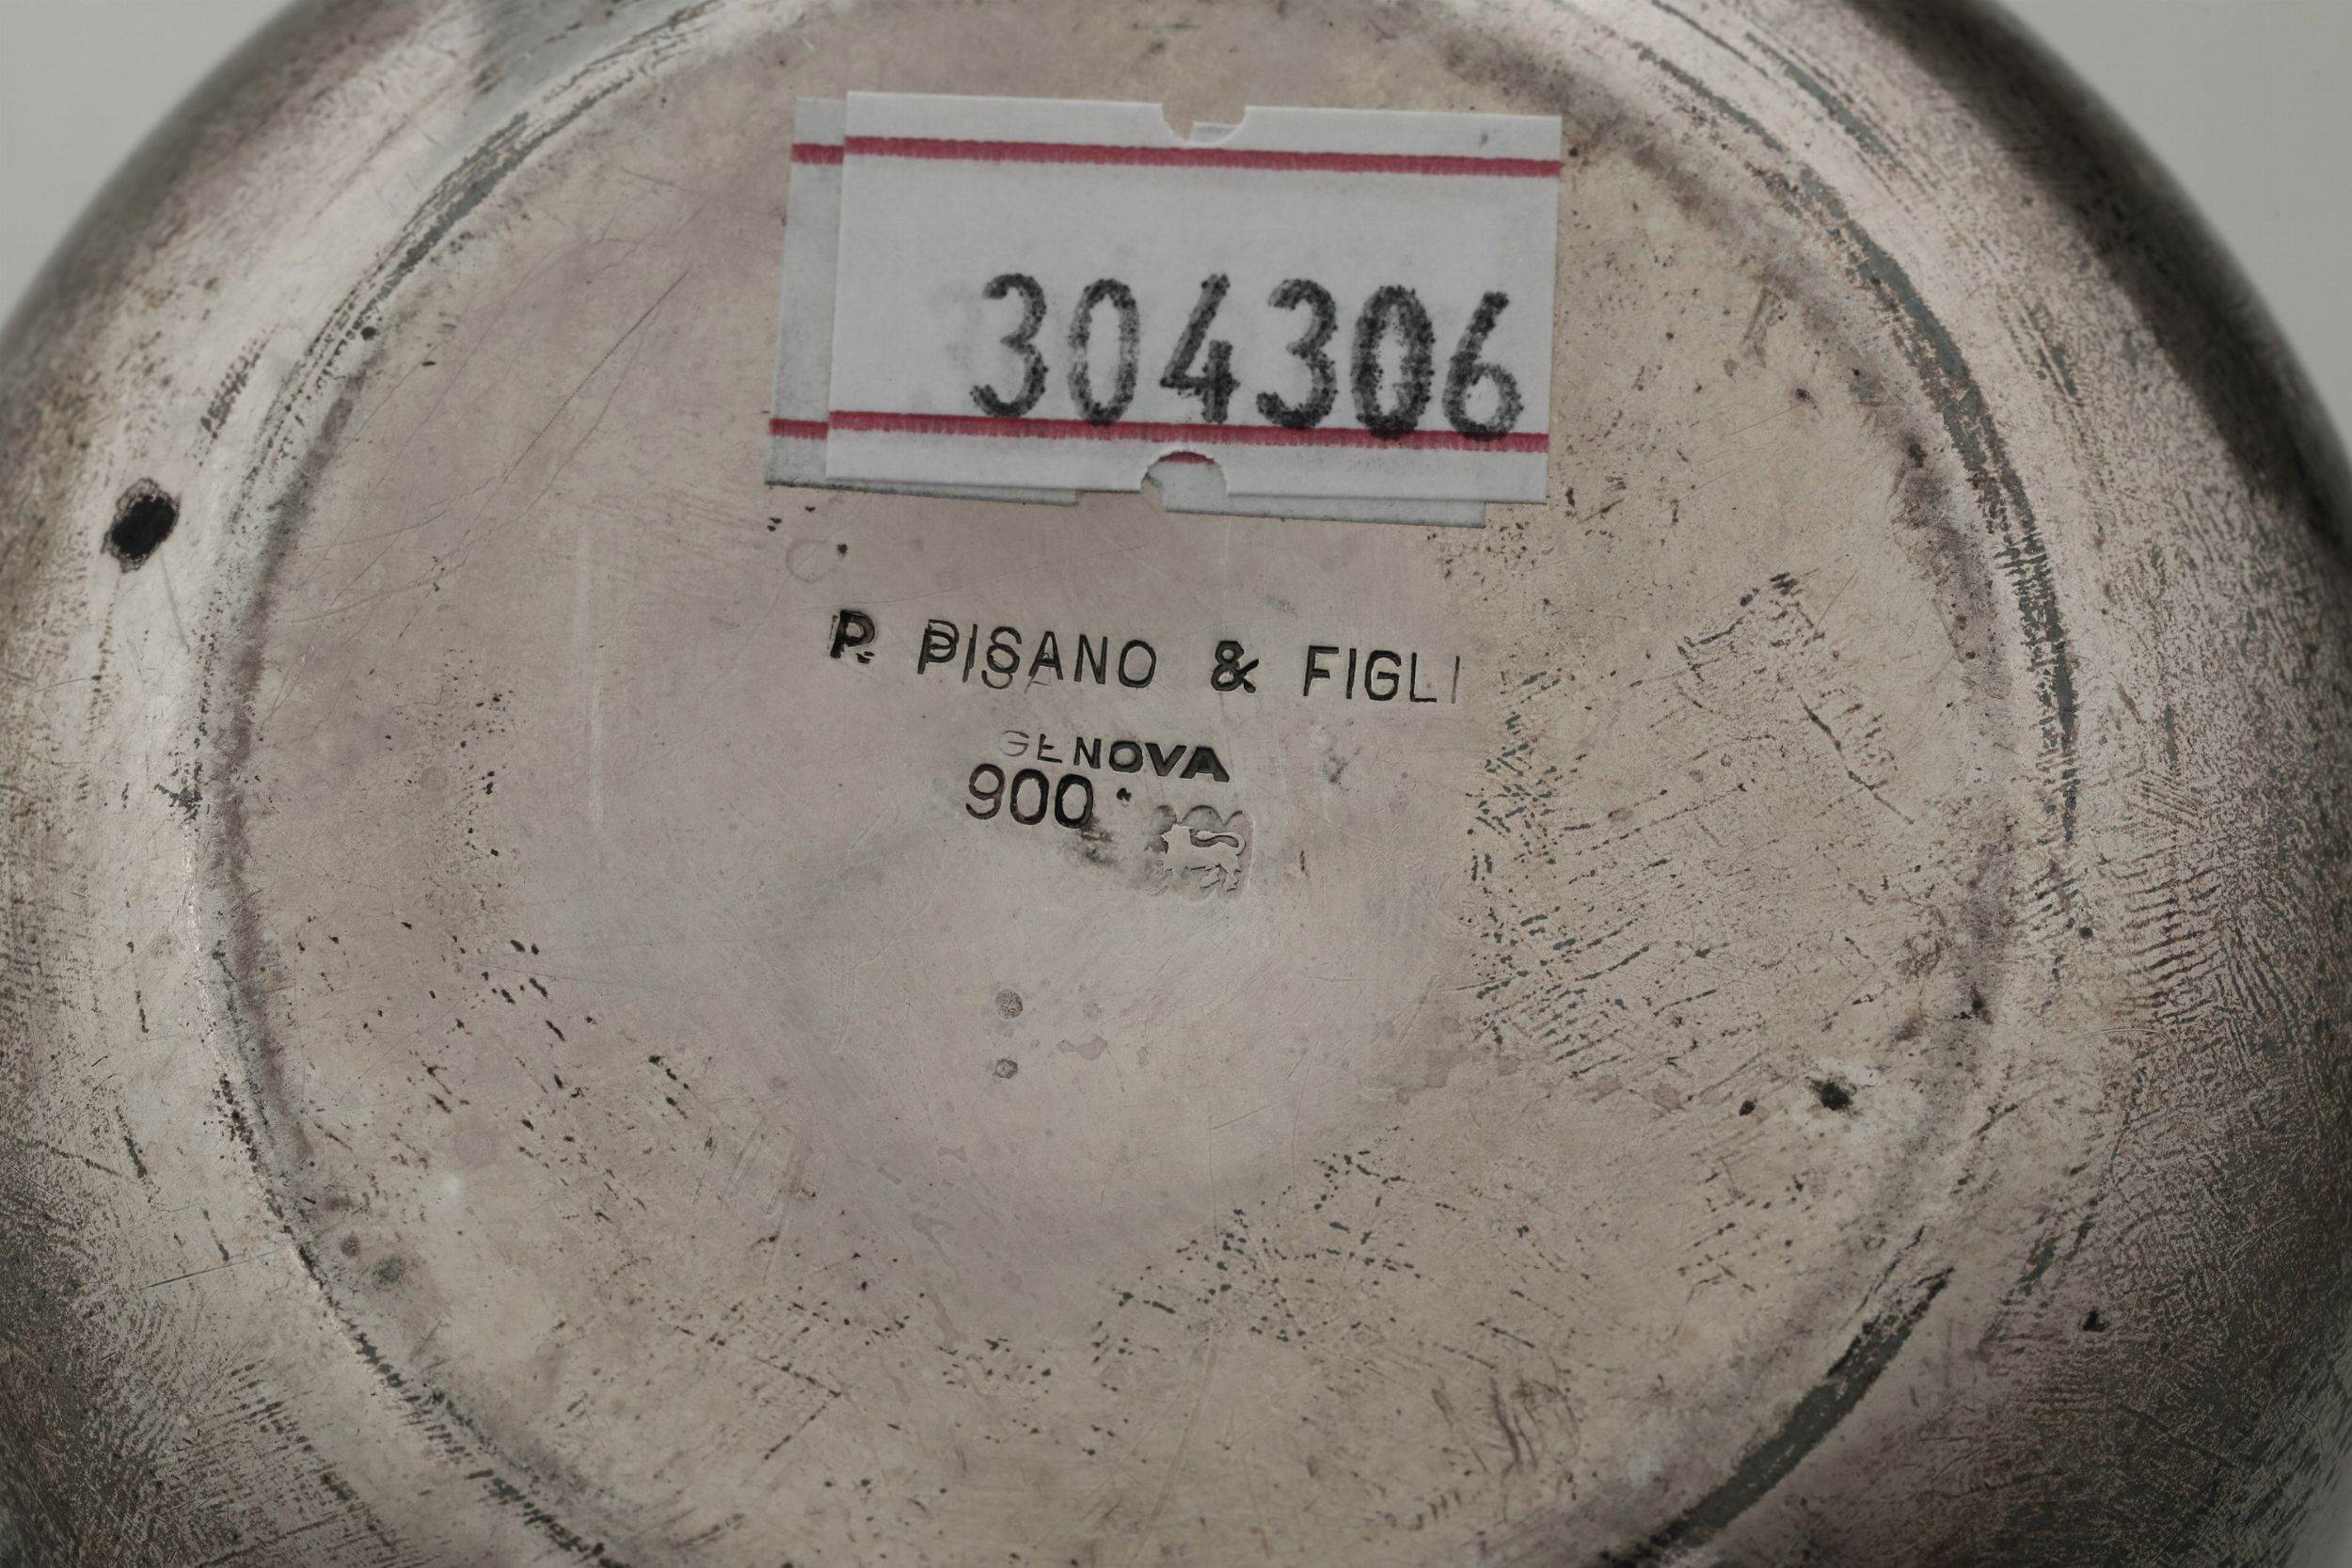 304306
P. PISANO & FIGLI
GENOVA
900